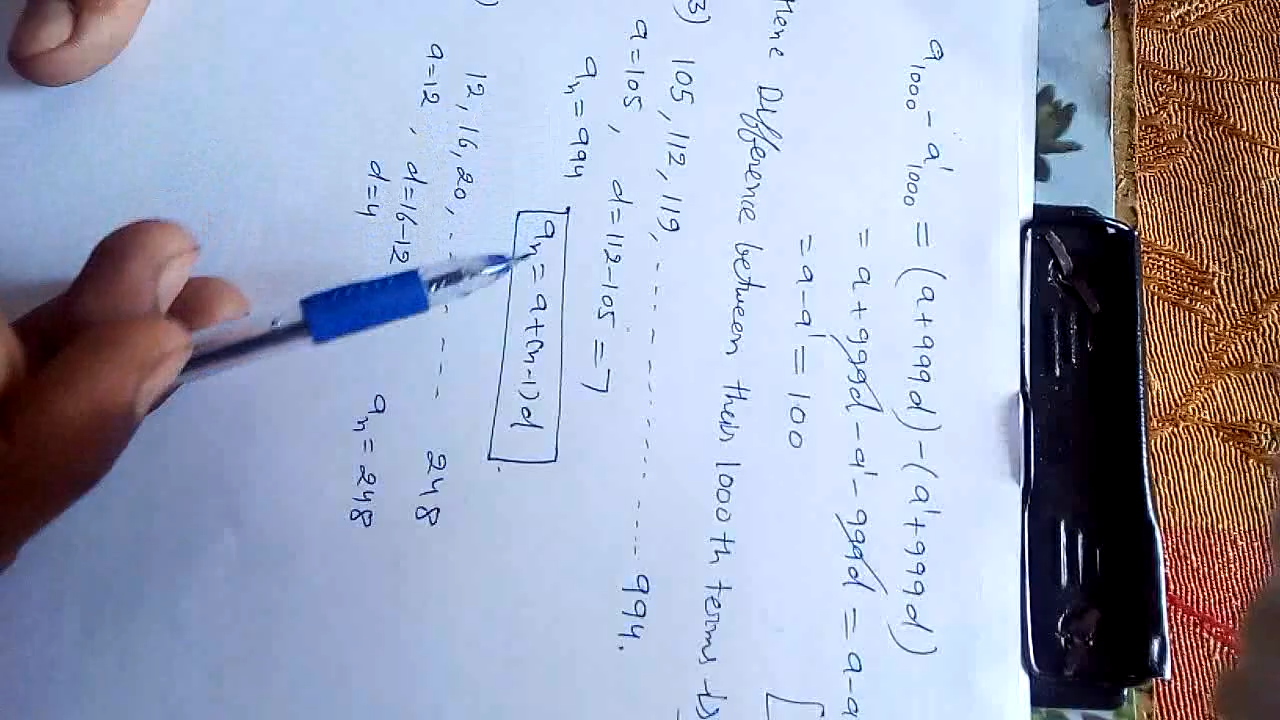 a1000 - a'1000 = (a+999d) - (a'+999d)
= a+999d - a' - 999d = a-a
= a-a' = 100
Difference between their 1000th terms is
3) 105, 112, 119, - - - - - - - - - - - 994.
a=105, d=112-105=7
an = 994
an = a+(n-1)d
)
12, 16, 20, - - - - - 248
a=12, d=16-12
d=4
an = 248